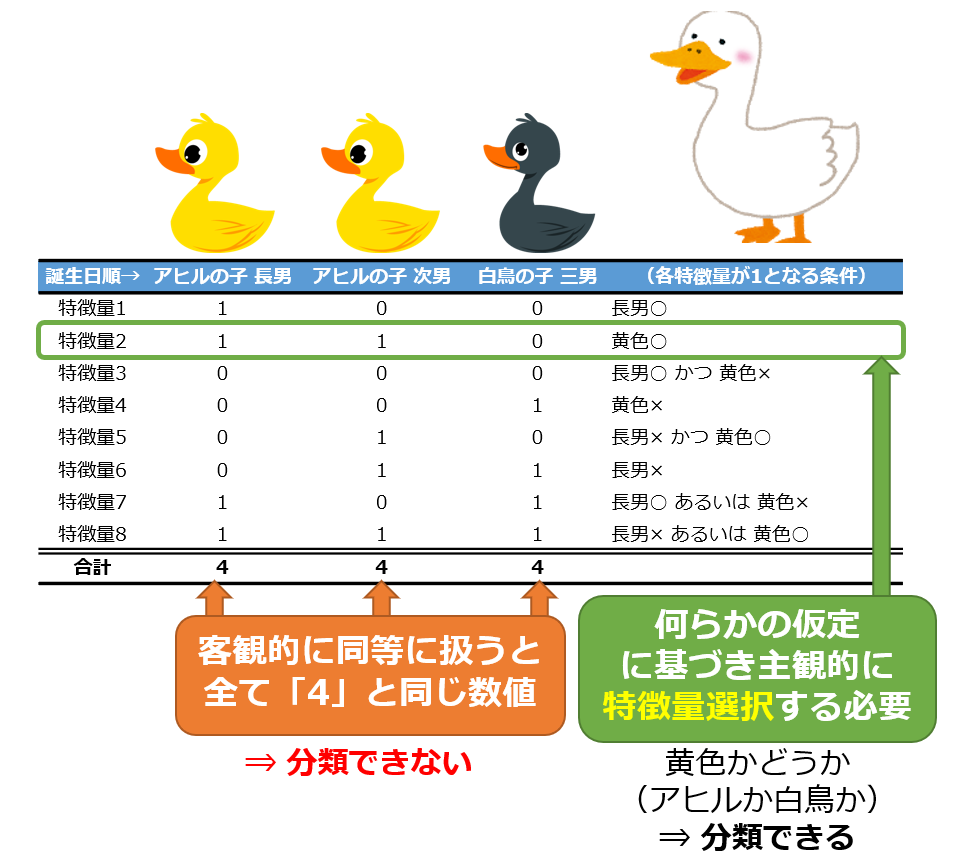 誕生日順→ アヒルの子 長男 アヒルの子 次男 白鳥の子 三男 （各特徴量が1となる条件）
特徴量1 1 0 0 長男○
特徴量2 1 1 0 黄色○
特徴量3 0 0 0 長男○ かつ 黄色×
特徴量4 0 0 1 黄色×
特徴量5 0 1 0 長男× かつ 黄色○
特徴量6 0 1 1 長男×
特徴量7 1 0 1 長男○ あるいは 黄色×
特徴量8 1 1 1 長男× あるいは 黄色○
合計 4 4 4
客観的に同等に扱うと
全て「4」と同じ数値
⇒ 分類できない
何らかの仮定
に基づき主観的に
特徴量選択する必要
黄色かどうか
（アヒルか白鳥か）
⇒ 分類できる